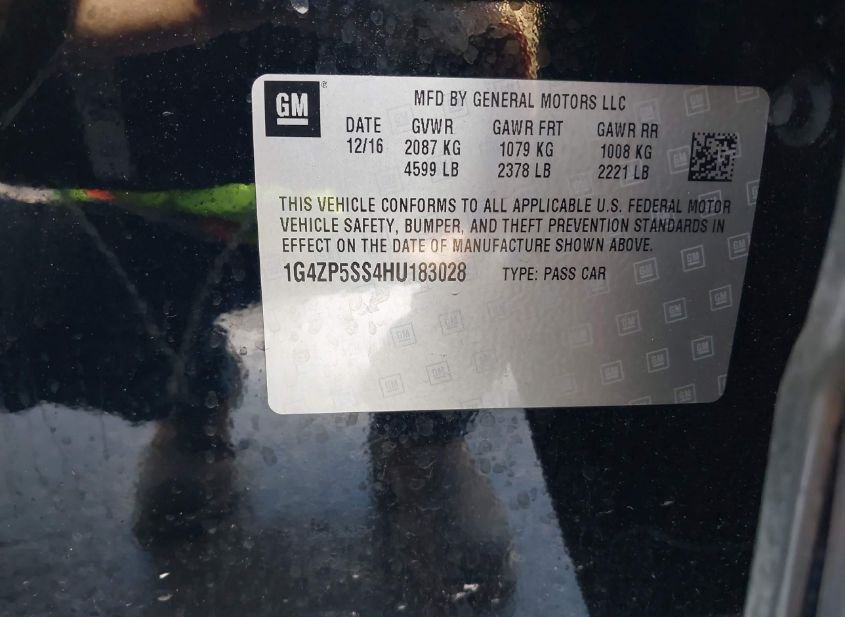 GM ®
MFD BY GENERAL MOTORS LLC
DATE GVWR GAWR FRT GAWR RR
12/16 2087 KG 1079 KG 1008 KG
4599 LB 2378 LB 2221 LB
THIS VEHICLE CONFORMS TO ALL APPLICABLE U.S. FEDERAL MOTOR
VEHICLE SAFETY, BUMPER, AND THEFT PREVENTION STANDARDS IN
EFFECT ON THE DATE OF MANUFACTURE SHOWN ABOVE.
1G4ZP5SS4HU183028 TYPE: PASS CAR